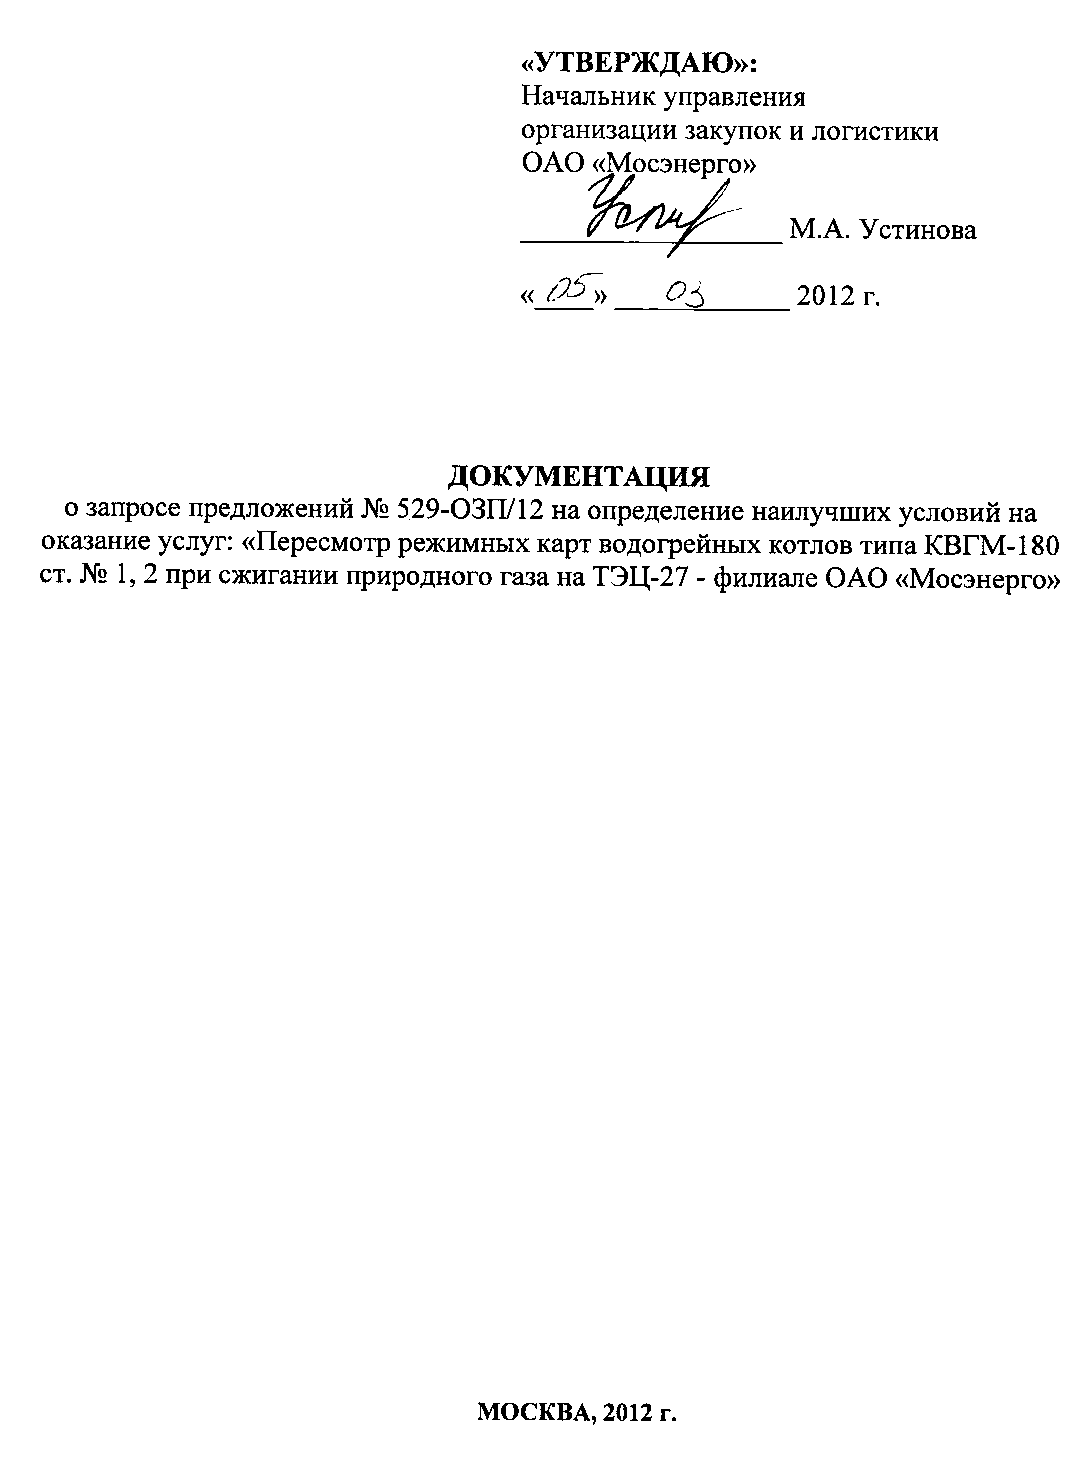 «УТВЕРЖДАЮ»:
Начальник управления
организации закупок и логистики
ОАО «Мосэнерго»
М.А. Устинова
«05» 03 2012 г.
ДОКУМЕНТАЦИЯ
о запросе предложений № 529-ОЗП/12 на определение наилучших условий на
оказание услуг: «Пересмотр режимных карт водогрейных котлов типа КВГМ-180
ст. № 1, 2 при сжигании природного газа на ТЭЦ-27 - филиале ОАО «Мосэнерго»
МОСКВА, 2012 г.